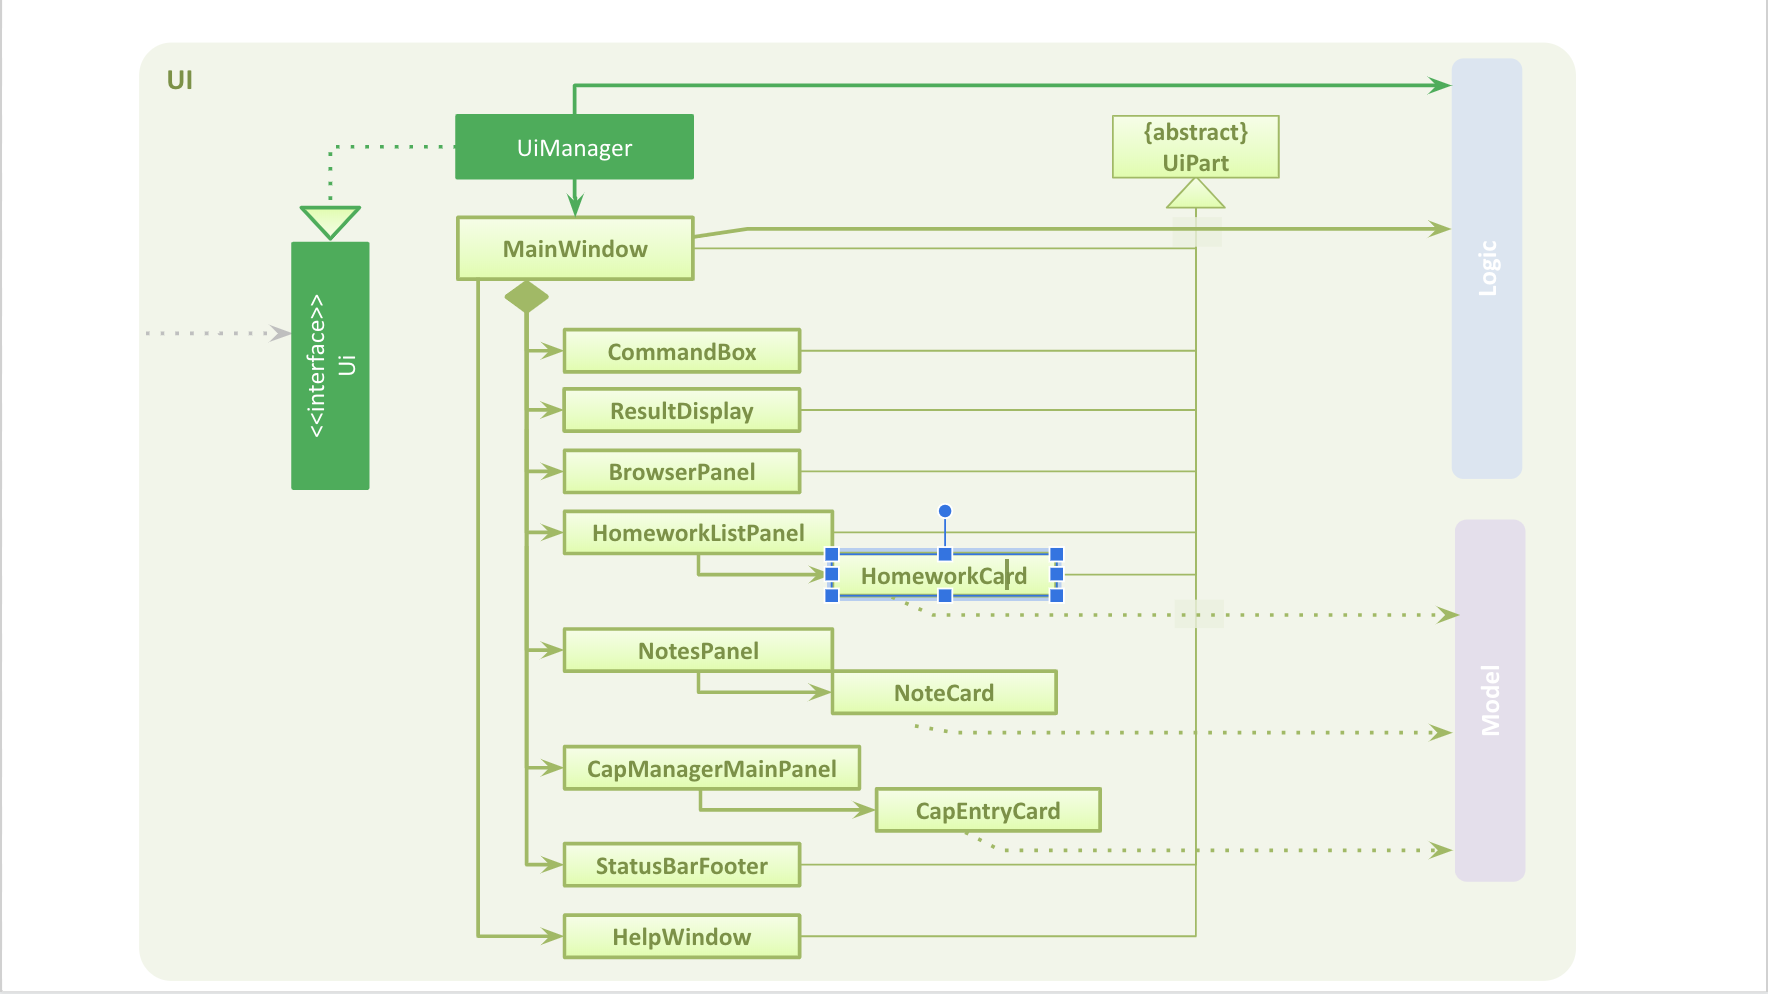 UI
UiManager
{abstract}
UiPart
MainWindow
Logic
<<interface>>
Ui
CommandBox
ResultDisplay
BrowserPanel
HomeworkListPanel
HomeworkCard
NotesPanel
NoteCard
Model
CapManagerMainPanel
CapEntryCard
StatusBarFooter
HelpWindow